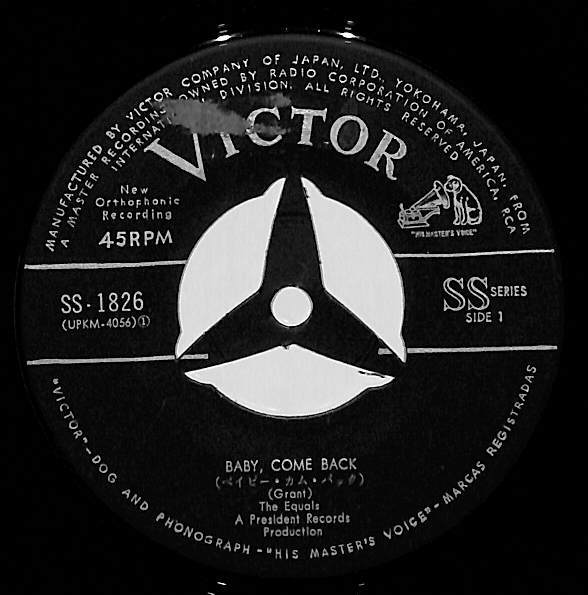 MANUFACTURED BY VICTOR COMPANY OF JAPAN, LTD., YOKOHAMA, JAPAN, FROM
A MASTER RECORDING OWNED BY RADIO CORPORATION OF AMERICA, RCA
DIVISION. ALL RIGHTS RESERVED
VICTOR
New
Orthophonic
Recording
45RPM
"HIS MASTER'S VOICE"
SS-1826
(UPKM-4056)①
SS SERIES
SIDE 1
BABY, COME BACK
(ベイビー・カム・バック)
(Grant)
The Equals
A President Records
Production
"VICTOR"-DOG AND PHONOGRAPH-"HIS MASTER'S VOICE"-MARCAS REGISTRADAS